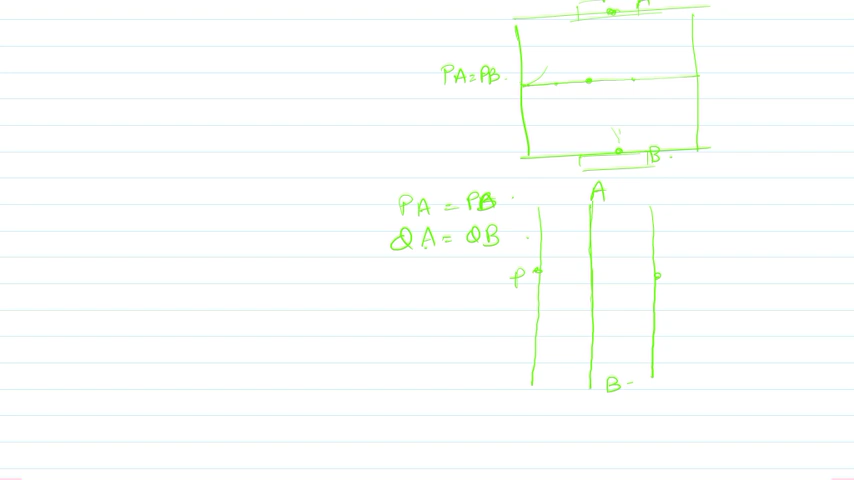 A
PA = PB.
B.
A
PA = PB.
QA = QB.
P
B